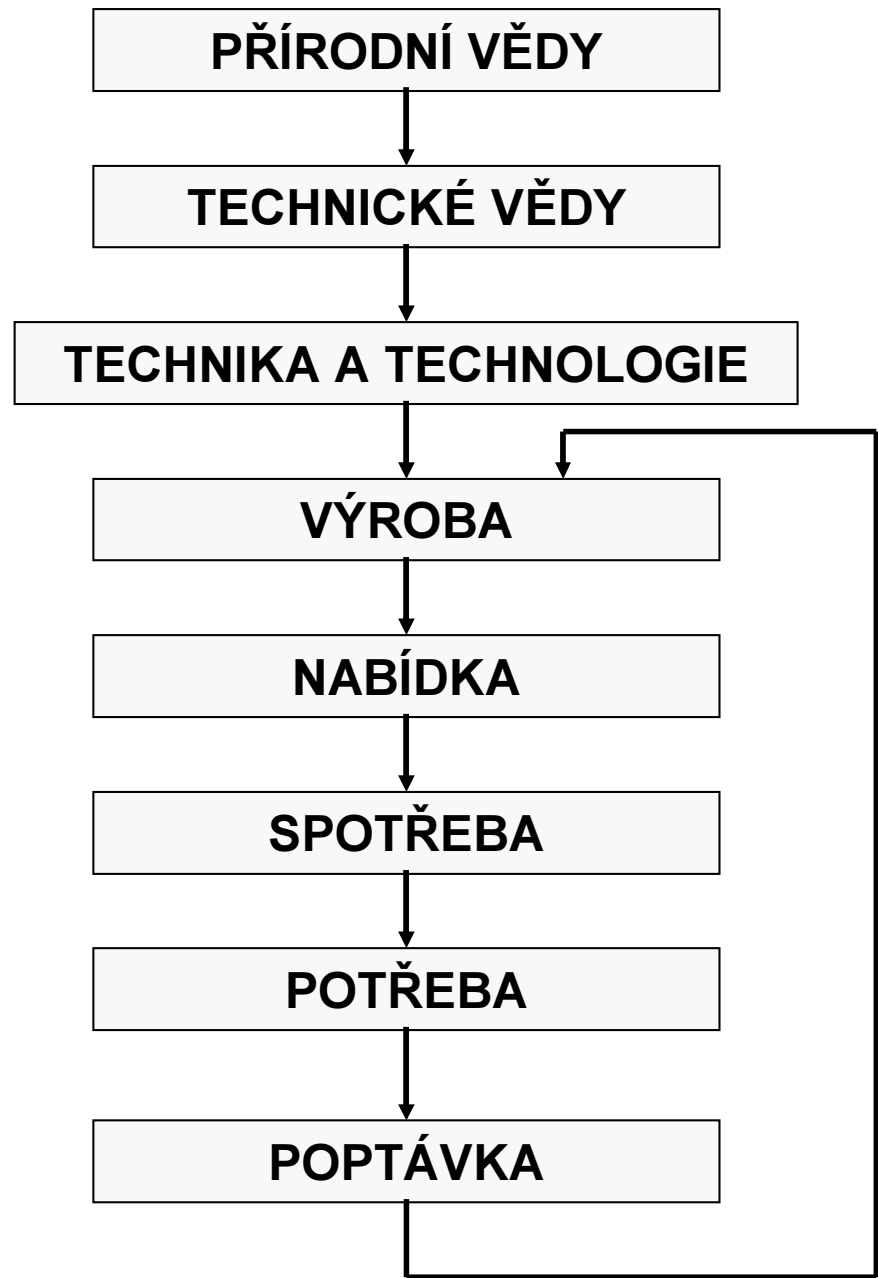 PŘÍRODNÍ VĚDY
TECHNICKÉ VĚDY
TECHNIKA A TECHNOLOGIE
VÝROBA
NABÍDKA
SPOTŘEBA
POTŘEBA
POPTÁVKA